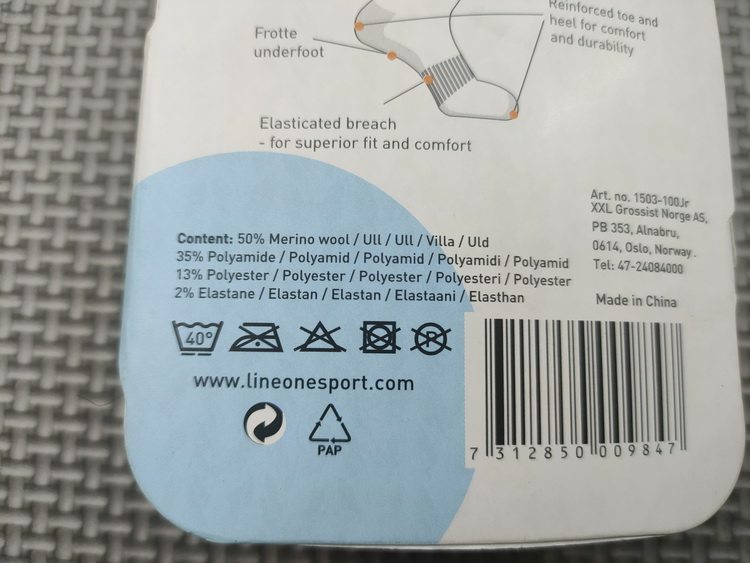 Reinforced toe and
heel for comfort
and durability
Frotte
underfoot
Elasticated breach
- for superior fit and comfort
Art. no. 1503-100Jr
XXL Grossist Norge AS,
PB 353, Alnabru,
0614, Oslo, Norway.
Tel: 47-24084000
Made in China
Content: 50% Merino wool / Ull / Ull / Villa / Uld
35% Polyamide / Polyamid / Polyamid / Polyamidi / Polyamid
13% Polyester / Polyester / Polyester / Polyesteri / Polyester
2% Elastane / Elastan / Elastan / Elastaani / Elasthan
40° P
www.lineonesport.com
PAP
7 312850 009847